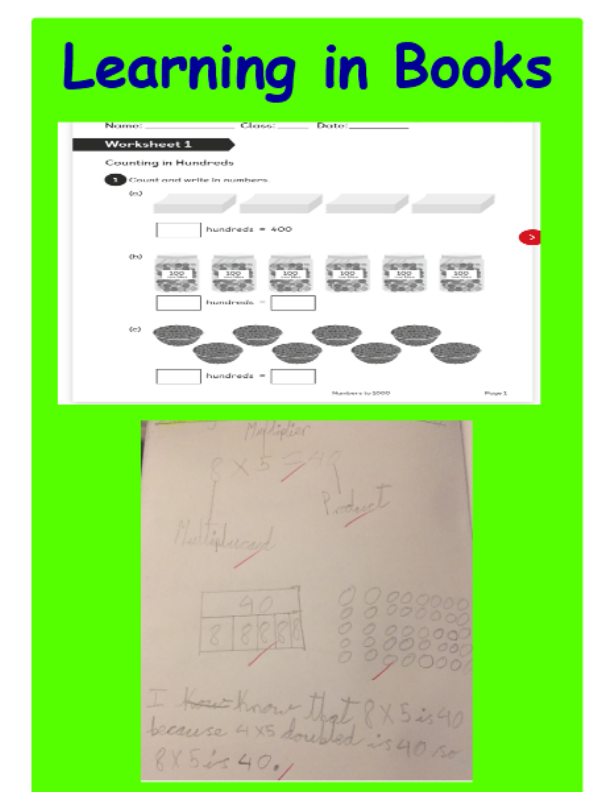 Learning in Books
Name: Class: Date:
Worksheet 1
Counting in Hundreds
1 Count and write in numbers.
(a)
hundreds = 400
(b)
100 100 100 100 100 100
hundreds =
(c)
hundreds =
Numbers to 1000 Page 1
Multiplier
8 x 5 = 40
Product
Multiplicand
40
8 8 8 8 8
I know that 8 x 5 is 40
because 4 x 5 doubled is 40 so
8 x 5 is 40.